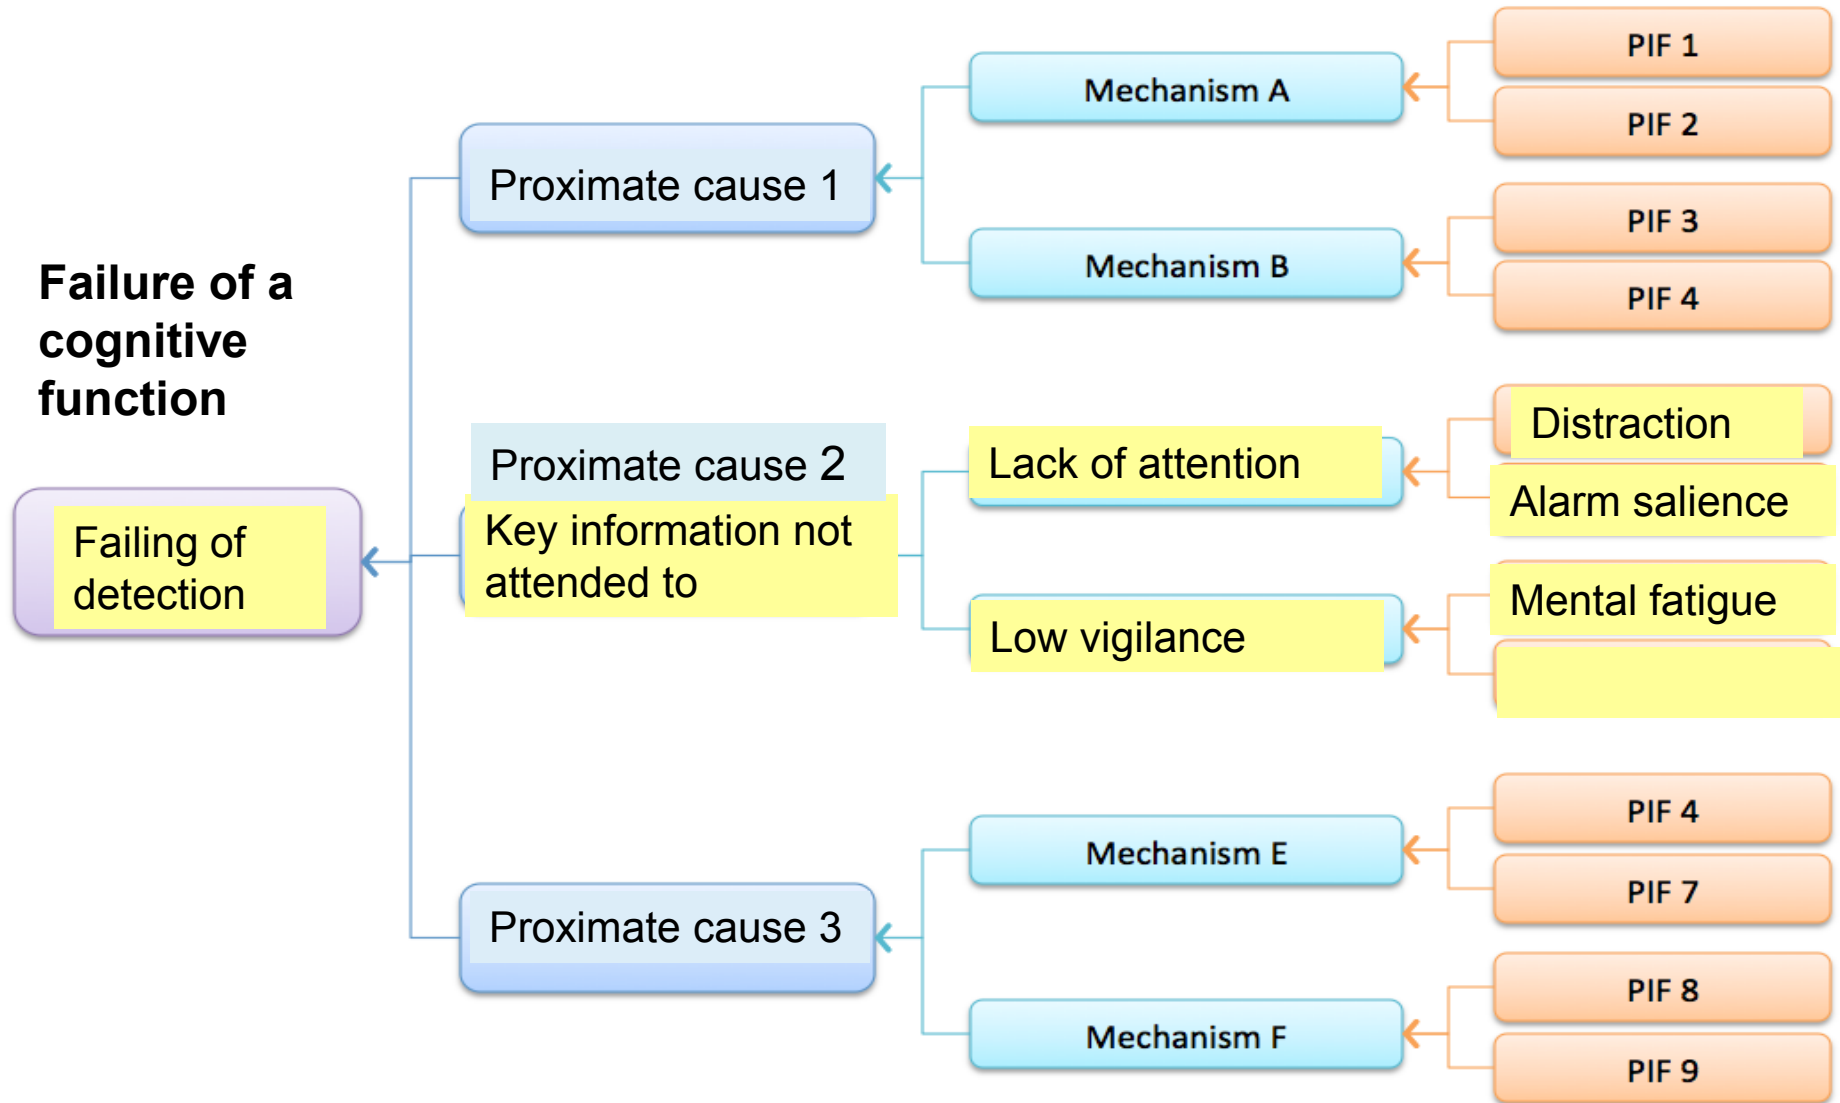 Failure of a
cognitive
function
Failing of
detection
Proximate cause 1
Mechanism A
PIF 1
PIF 2
Mechanism B
PIF 3
PIF 4
Proximate cause 2
Key information not
attended to
Lack of attention
Distraction
Alarm salience
Low vigilance
Mental fatigue
Proximate cause 3
Mechanism E
PIF 4
PIF 7
Mechanism F
PIF 8
PIF 9